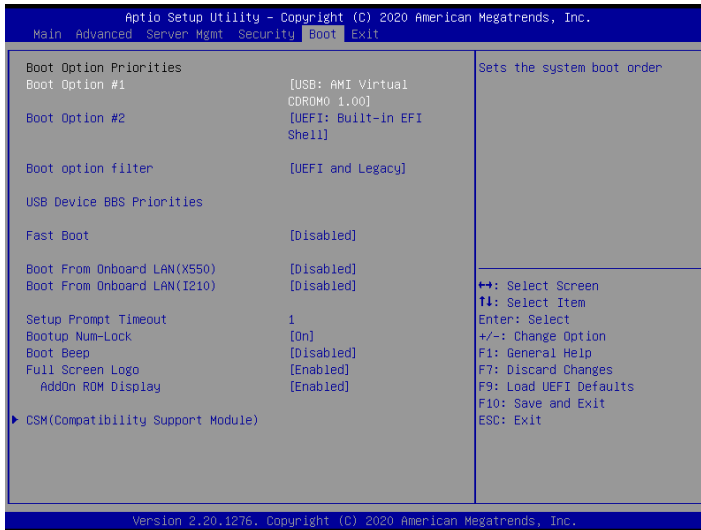 Aptio Setup Utility – Copyright (C) 2020 American Megatrends, Inc.
Main Advanced Server Mgmt Security Boot Exit
Boot Option Priorities
Boot Option #1 [USB: AMI Virtual
CDROM0 1.00]
Boot Option #2 [UEFI: Built-in EFI
Shell]
Boot option filter [UEFI and Legacy]
USB Device BBS Priorities
Fast Boot [Disabled]
Boot From Onboard LAN(X550) [Disabled]
Boot From Onboard LAN(I210) [Disabled]
Setup Prompt Timeout 1
Bootup Num-Lock [On]
Boot Beep [Disabled]
Full Screen Logo [Enabled]
AddOn ROM Display [Enabled]
CSM(Compatibility Support Module)
Sets the system boot order
↔: Select Screen
↑↓: Select Item
Enter: Select
+/-: Change Option
F1: General Help
F7: Discard Changes
F9: Load UEFI Defaults
F10: Save and Exit
ESC: Exit
Version 2.20.1276. Copyright (C) 2020 American Megatrends, Inc.